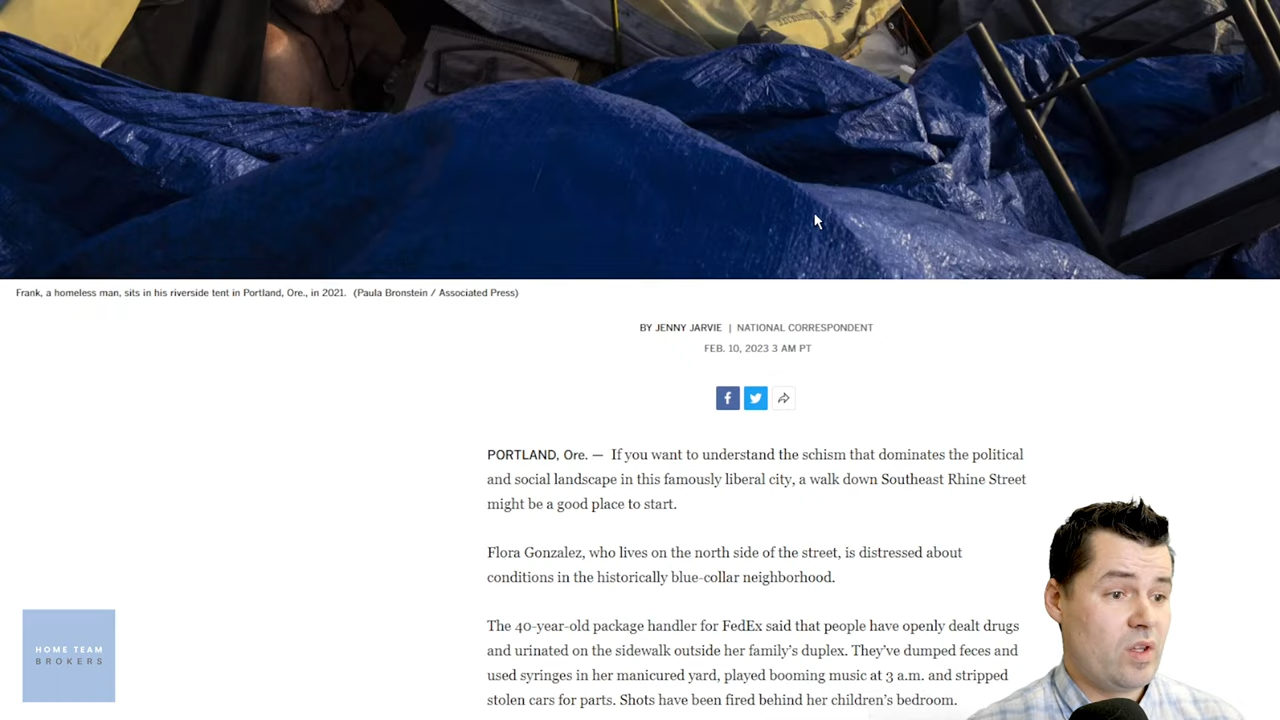 Frank, a homeless man, sits in his riverside tent in Portland, Ore., in 2021. (Paula Bronstein / Associated Press)
BY JENNY JARVIE | NATIONAL CORRESPONDENT
FEB. 10, 2023 3 AM PT
PORTLAND, Ore. — If you want to understand the schism that dominates the political
and social landscape in this famously liberal city, a walk down Southeast Rhine Street
might be a good place to start.
Flora Gonzalez, who lives on the north side of the street, is distressed about
conditions in the historically blue-collar neighborhood.
The 40-year-old package handler for FedEx said that people have openly dealt drugs
and urinated on the sidewalk outside her family’s duplex. They’ve dumped feces and
used syringes in her manicured yard, played booming music at 3 a.m. and stripped
stolen cars for parts. Shots have been fired behind her children’s bedroom.
HOME TEAM
BROKERS